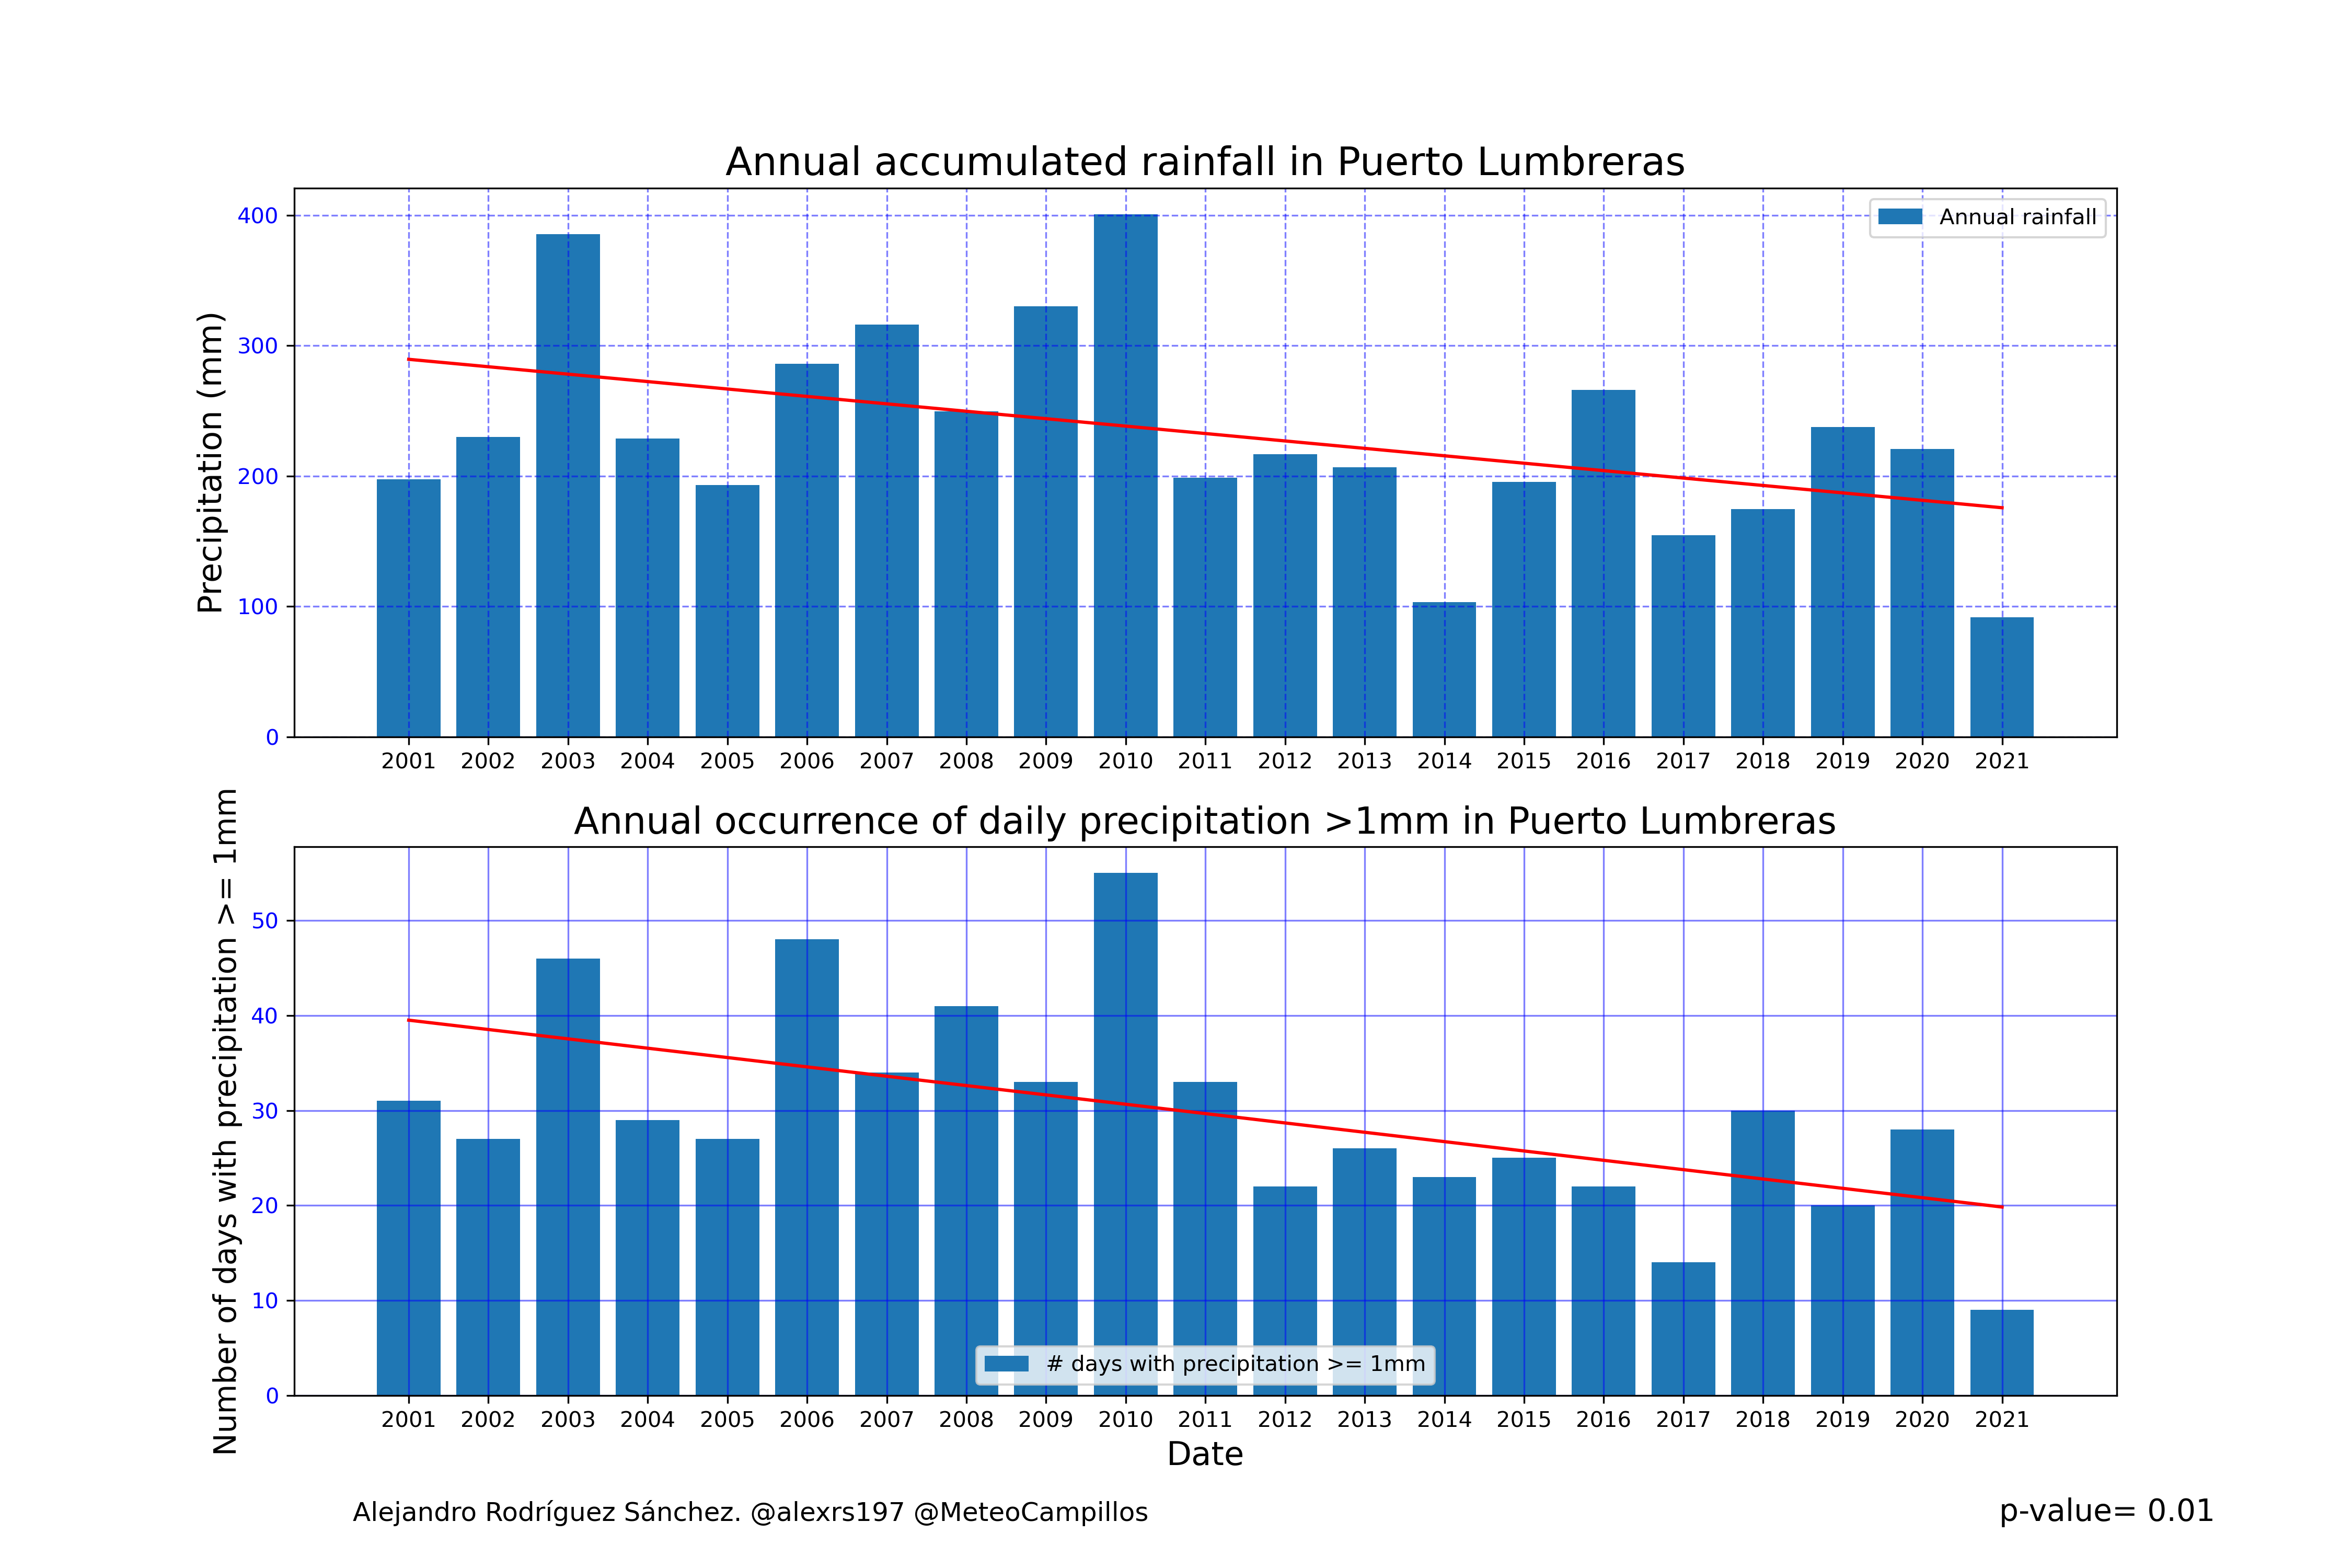 Annual accumulated rainfall in Puerto Lumbreras
Precipitation (mm)
400
300
200
100
0
Annual rainfall
2001 2002 2003 2004 2005 2006 2007 2008 2009 2010 2011 2012 2013 2014 2015 2016 2017 2018 2019 2020 2021
Annual occurrence of daily precipitation >1mm in Puerto Lumbreras
Number of days with precipitation >= 1mm
50
40
30
20
10
0
# days with precipitation >= 1mm
2001 2002 2003 2004 2005 2006 2007 2008 2009 2010 2011 2012 2013 2014 2015 2016 2017 2018 2019 2020 2021
Date
Alejandro Rodríguez Sánchez. @alexrs197 @MeteoCampillos
p-value= 0.01